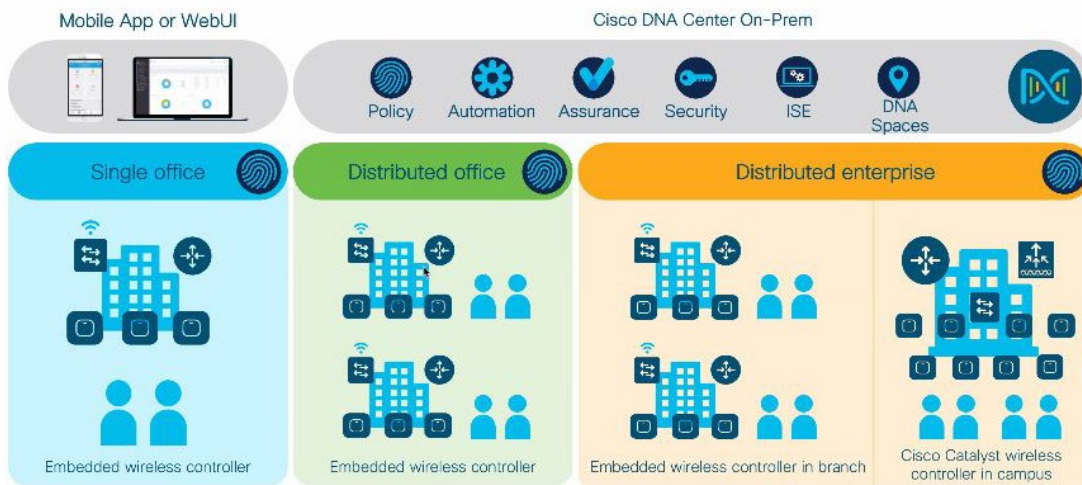 Mobile App or WebUI
Cisco DNA Center On-Prem
Policy
Automation
Assurance
Security
ISE
DNA
Spaces
Single office
Distributed office
Distributed enterprise
Embedded wireless controller
Embedded wireless controller
Embedded wireless controller in branch
Cisco Catalyst wireless
controller in campus